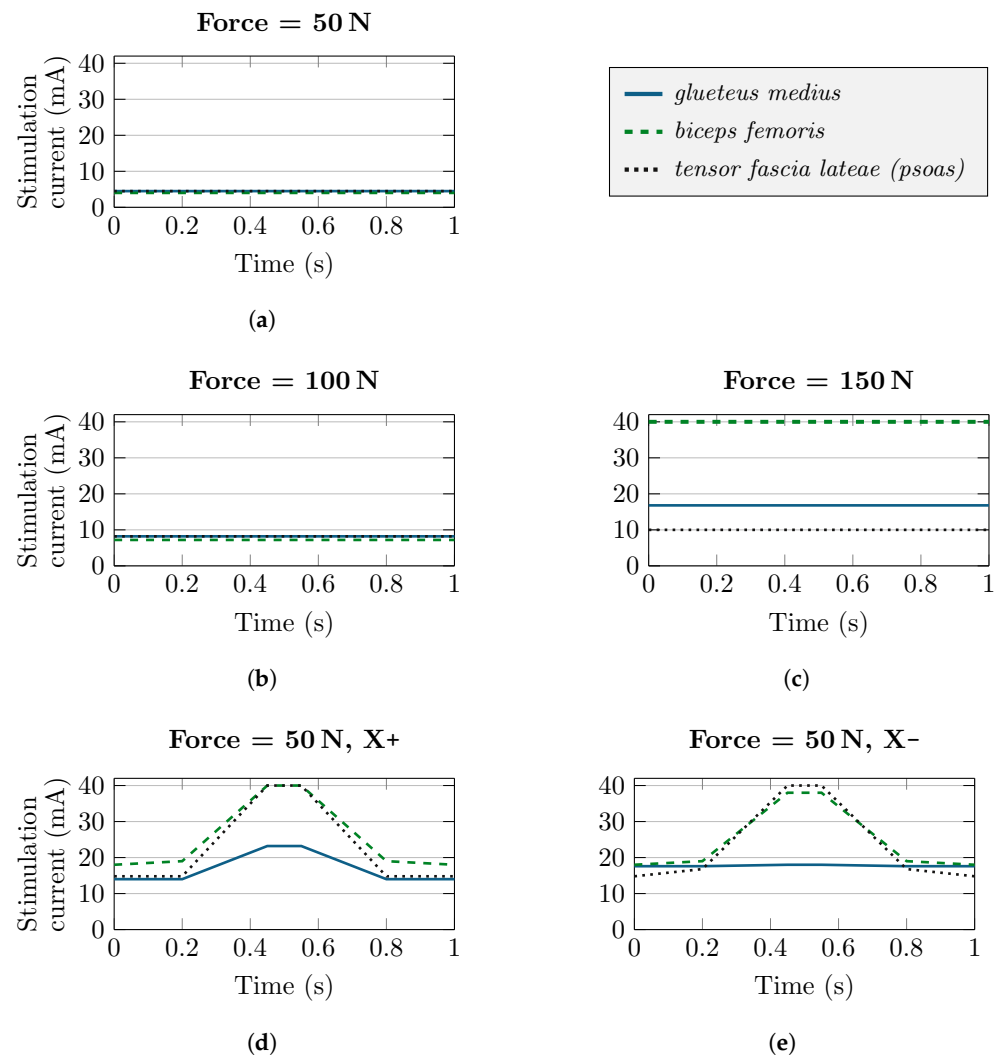 Force = 50 N
Stimulation
current (mA)
40
30
20
10
0
0 0.2 0.4 0.6 0.8 1
Time (s)
(a)
glueteus medius
biceps femoris
tensor fascia lateae (psoas)
Force = 100 N
Stimulation
current (mA)
40
30
20
10
0
0 0.2 0.4 0.6 0.8 1
Time (s)
(b)
Force = 150 N
40
30
20
10
0
0 0.2 0.4 0.6 0.8 1
Time (s)
(c)
Force = 50 N, X+
Stimulation
current (mA)
40
30
20
10
0
0 0.2 0.4 0.6 0.8 1
Time (s)
(d)
Force = 50 N, X-
40
30
20
10
0
0 0.2 0.4 0.6 0.8 1
Time (s)
(e)